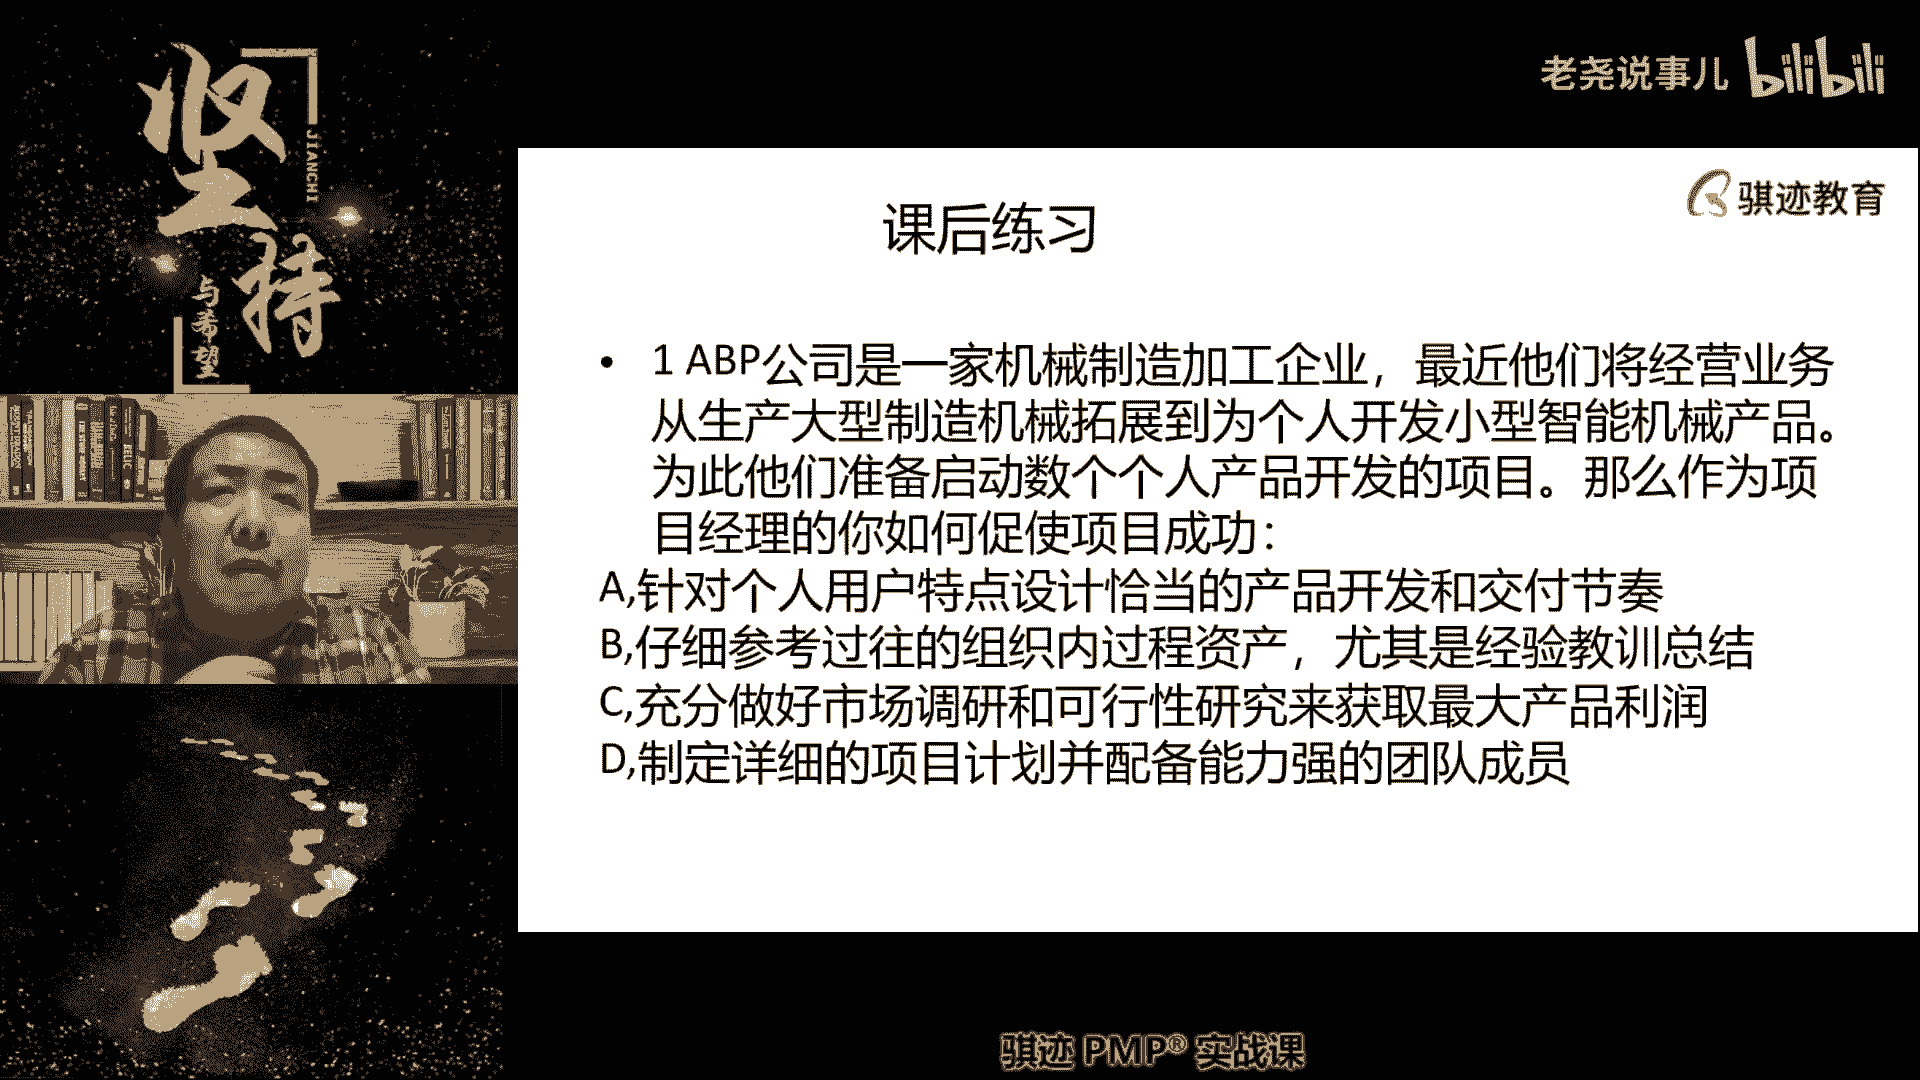 坚持
JIANCHI
与希望
老尧说事儿 bilibili
骐迹教育
课后练习
• 1 ABP公司是一家机械制造加工企业，最近他们将经营业务
从生产大型制造机械拓展到为个人开发小型智能机械产品。
为此他们准备启动数个个人产品开发的项目。那么作为项
目经理的你如何促使项目成功：
A,针对个人用户特点设计恰当的产品开发和交付节奏
B,仔细参考过往的组织内过程资产，尤其是经验教训总结
C,充分做好市场调研和可行性研究来获取最大产品利润
D,制定详细的项目计划并配备能力强的团队成员
骐迹 PMP® 实战课